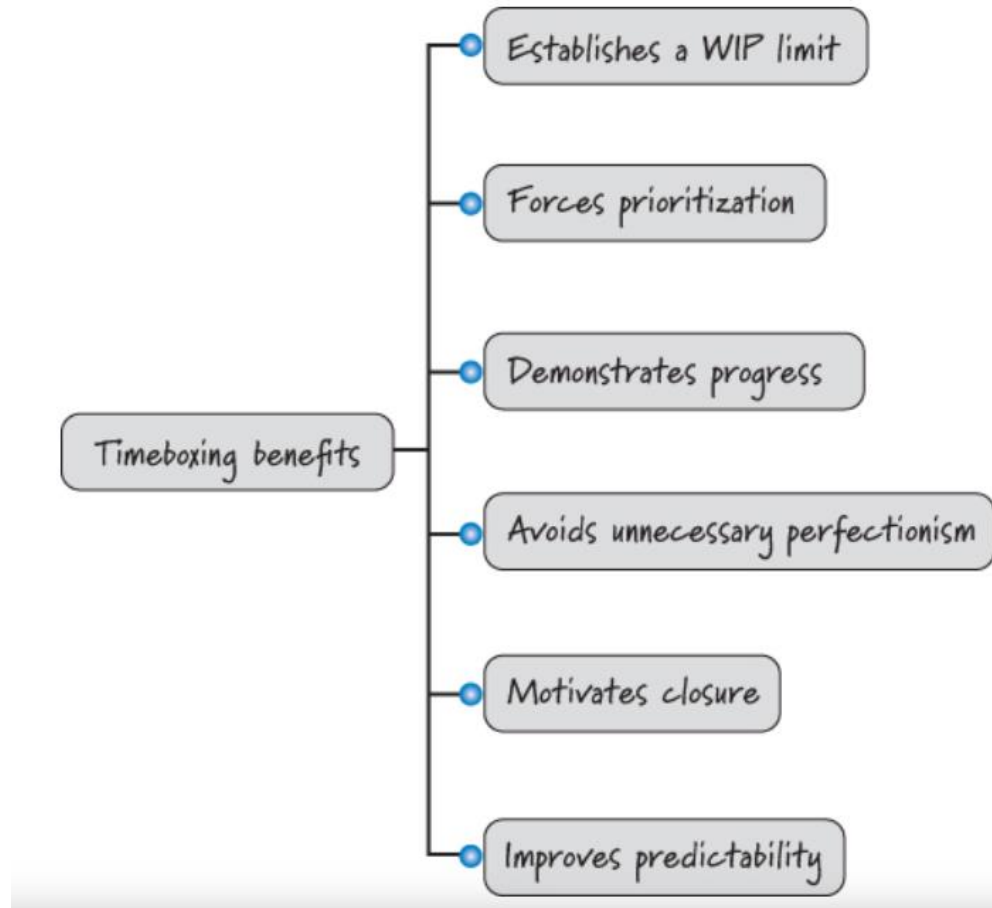 Establishes a WIP limit
Forces prioritization
Demonstrates progress
Timeboxing benefits
Avoids unnecessary perfectionism
Motivates closure
Improves predictability